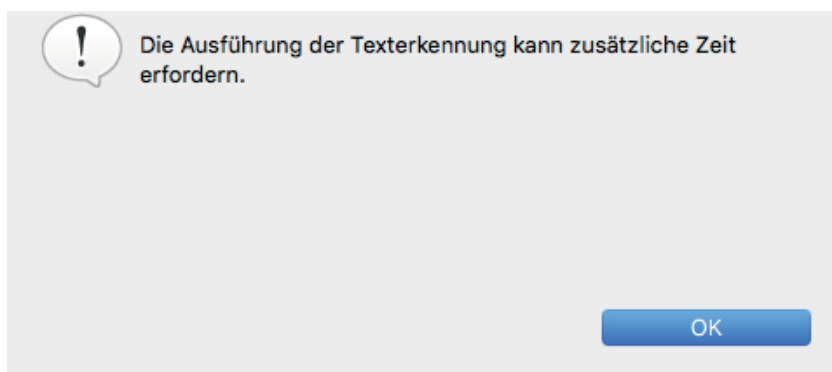 Die Ausführung der Texterkennung kann zusätzliche Zeit
erfordern.
OK